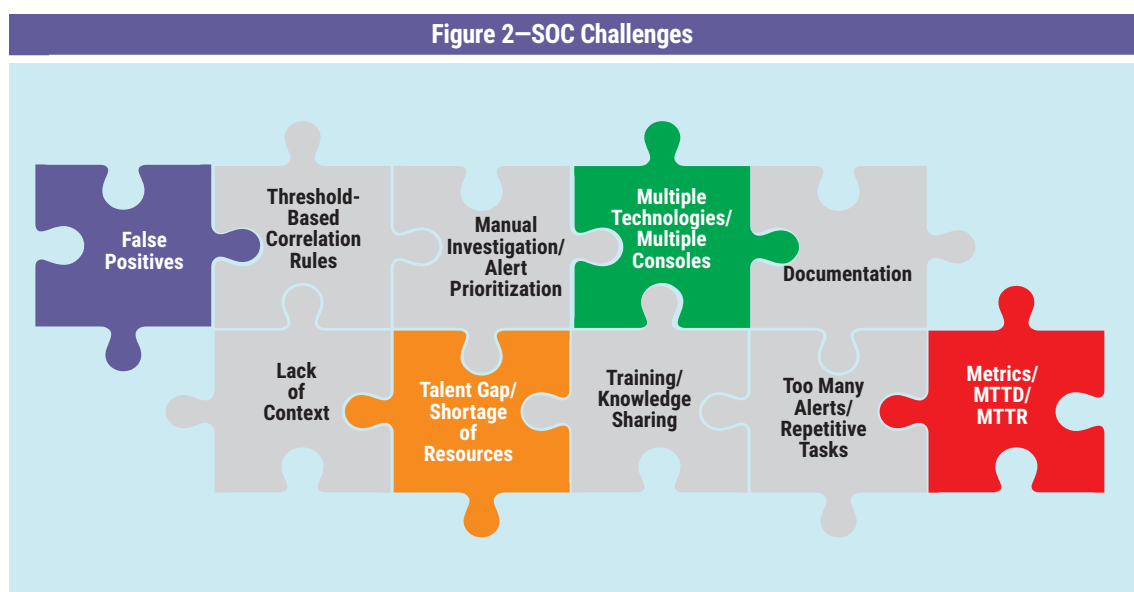 Figure 2—SOC Challenges
False
Positives
Threshold-
Based
Correlation
Rules
Manual
Investigation/
Alert
Prioritization
Multiple
Technologies/
Multiple
Consoles
Documentation
Lack
of
Context
Talent Gap/
Shortage
of
Resources
Training/
Knowledge
Sharing
Too Many
Alerts/
Repetitive
Tasks
Metrics/
MTTD/
MTTR